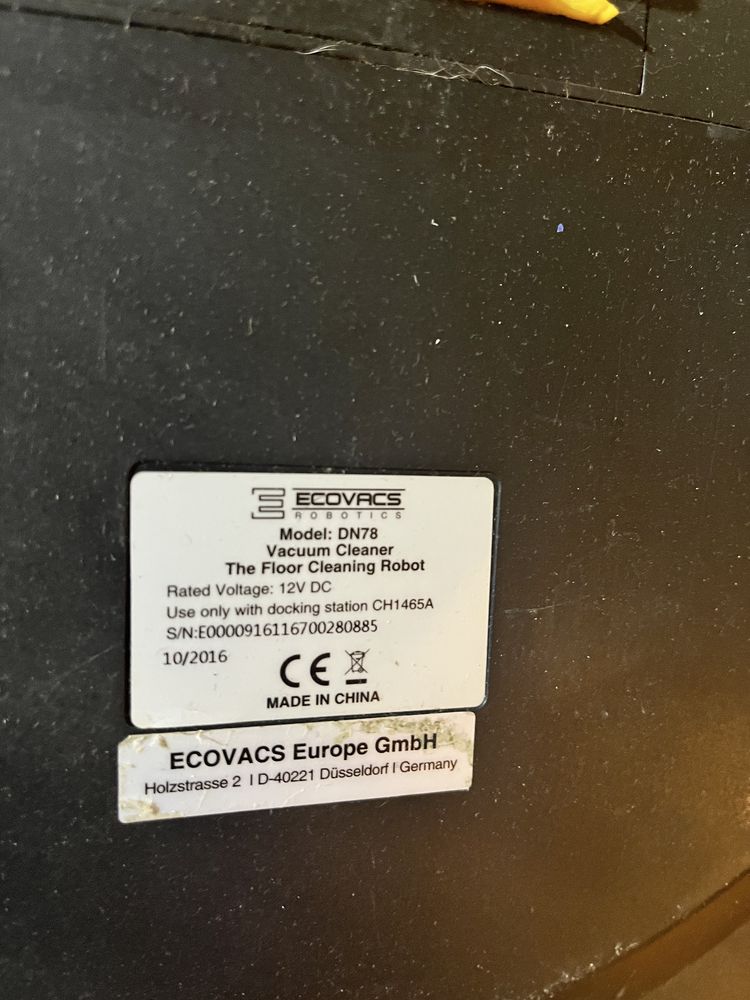 ECOVACS
ROBOTICS
Model: DN78
Vacuum Cleaner
The Floor Cleaning Robot
Rated Voltage: 12V DC
Use only with docking station CH1465A
S/N:E0000916116700280885
10/2016
CE
MADE IN CHINA
ECOVACS Europe GmbH
Holzstrasse 2 I D-40221 Düsseldorf I Germany